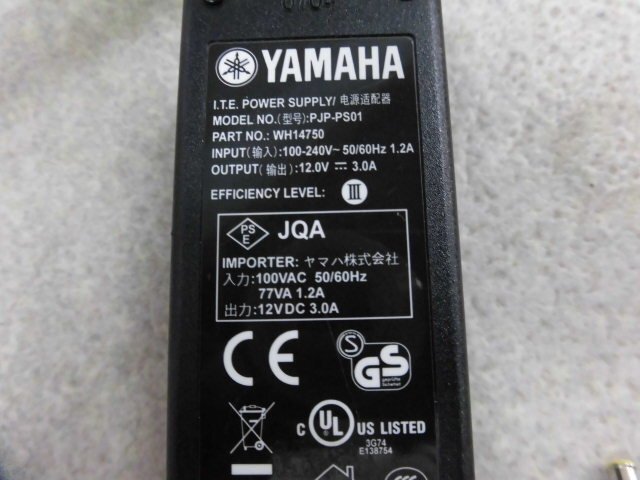 YAMAHA
I.T.E. POWER SUPPLY/ 电源适配器
MODEL NO.(型号):PJP-PS01
PART NO.: WH14750
INPUT(输入):100-240V~ 50/60Hz 1.2A
OUTPUT(输出):12.0V ⎓ 3.0A
EFFICIENCY LEVEL: III
PS
E
JQA
IMPORTER: ヤマハ株式会社
入力:100VAC 50/60Hz
77VA 1.2A
出力:12VDC 3.0A
CE
S
GS
geprüfte
Sicherheit
C UL US LISTED
3G74
E138754